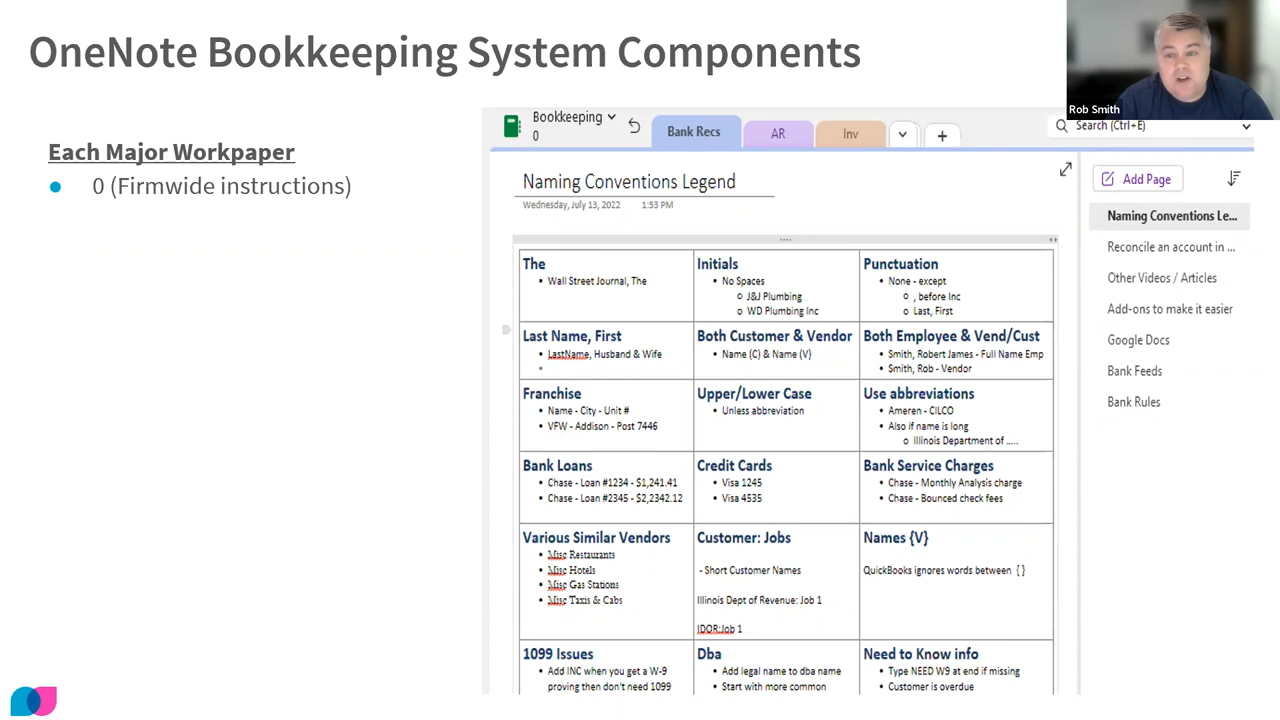 OneNote Bookkeeping System Components
Rob Smith
Each Major Workpaper
0 (Firmwide instructions)
Bookkeeping
0
Bank Recs
AR
Inv
+
Search (Ctrl+E)
Naming Conventions Legend
Wednesday, July 13, 2022 1:53 PM
The
Wall Street Journal, The
Initials
No Spaces
J&J Plumbing
WD Plumbing Inc
Punctuation
None - except
, before Inc
Last, First
Last Name, First
LastName, Husband & Wife
Both Customer & Vendor
Name (C) & Name (V)
Both Employee & Vend/Cust
Smith, Robert James - Full Name Emp
Smith, Rob - Vendor
Franchise
Name - City - Unit #
VFW - Addison - Post 7446
Upper/Lower Case
Unless abbreviation
Use abbreviations
Ameren - CILCO
Also if name is long
Illinois Department of .....
Bank Loans
Chase - Loan #1234 - $1,241.41
Chase - Loan #2345 - $2,2342.12
Credit Cards
Visa 1245
Visa 4535
Bank Service Charges
Chase - Monthly Analysis charge
Chase - Bounced check fees
Various Similar Vendors
Misc Restaurants
Misc Hotels
Misc Gas Stations
Misc Taxis & Cabs
Customer: Jobs
- Short Customer Names
Illinois Dept of Revenue: Job 1
IDOR:Job 1
Names {V}
QuickBooks ignores words between { }
1099 Issues
Add INC when you get a W-9
proving then don't need 1099
Dba
Add legal name to dba name
Start with more common
Need to Know info
Type NEED W9 at end if missing
Customer is overdue
Add Page
Naming Conventions Le...
Reconcile an account in ...
Other Videos / Articles
Add-ons to make it easier
Google Docs
Bank Feeds
Bank Rules